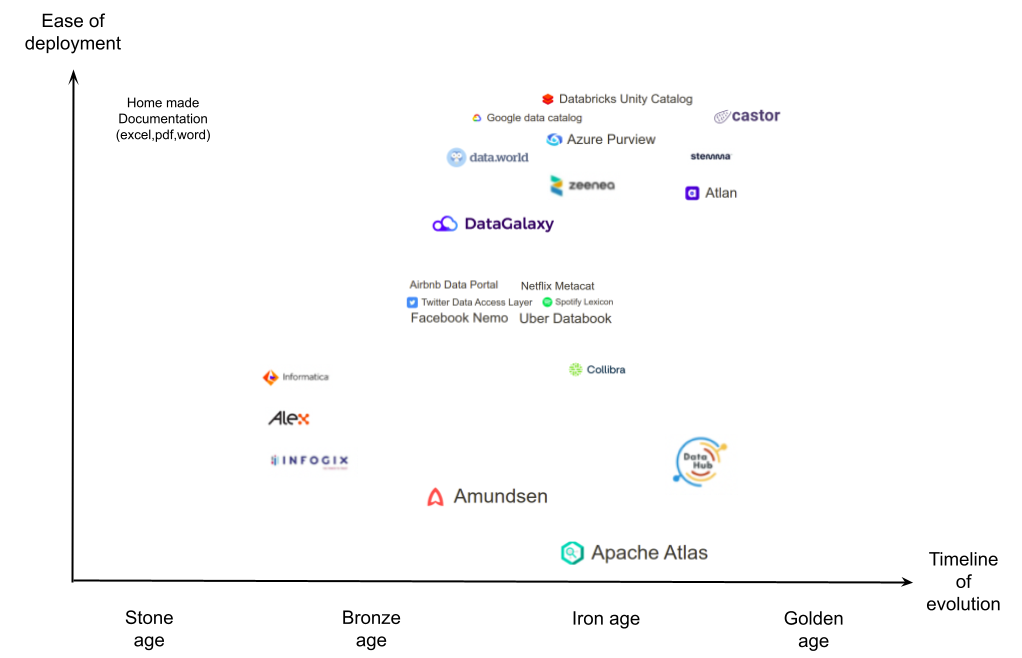 Ease of
deployment
Home made
Documentation
(excel,pdf,word)
Databricks Unity Catalog
Google data catalog
castor
Azure Purview
data.world
stemma
zeenea
Atlan
DataGalaxy
Airbnb Data Portal
Netflix Metacat
Twitter Data Access Layer
Spotify Lexicon
Facebook Nemo
Uber Databook
Collibra
Informatica
Alex
INFOGIX
Data
Hub
Amundsen
Apache Atlas
Timeline
of
evolution
Stone
age
Bronze
age
Iron age
Golden
age